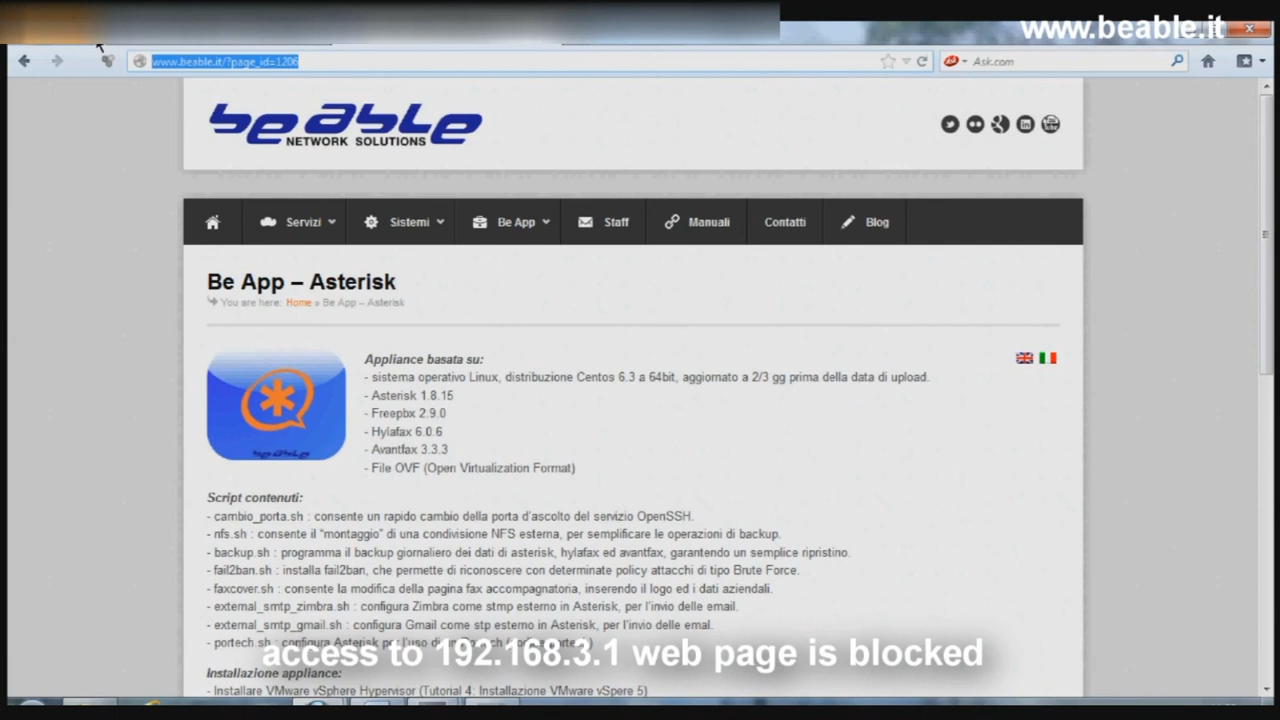 www.beable.it
www.beable.it/?page_id=1206
Ask.com
be able
NETWORK SOLUTIONS
Servizi
Sistemi
Be App
Staff
Manuali
Contatti
Blog
Be App – Asterisk
You are here: Home » Be App – Asterisk
Appliance basata su:
- sistema operativo Linux, distribuzione Centos 6.3 a 64bit, aggiornato a 2/3 gg prima della data di upload.
- Asterisk 1.8.15
- Freepbx 2.9.0
- Hylafax 6.0.6
- Avantfax 3.3.3
- File OVF (Open Virtualization Format)
be able
Script contenuti:
- cambio_porta.sh : consente un rapido cambio della porta d'ascolto del servizio OpenSSH.
- nfs.sh : consente il “montaggio” di una condivisione NFS esterna, per semplificare le operazioni di backup.
- backup.sh : programma il backup giornaliero dei dati di asterisk, hylafax ed avantfax, garantendo un semplice ripristino.
- fail2ban.sh : installa fail2ban, che permette di riconoscere con determinate policy attacchi di tipo Brute Force.
- faxcover.sh : consente la modifica della pagina fax accompagnatoria, inserendo il logo ed i dati aziendali.
- external_smtp_zimbra.sh : configura Zimbra come stmp esterno in Asterisk, per l'invio delle email.
- external_smtp_gmail.sh : configura Gmail come stp esterno in Asterisk, per l'invio delle emal.
- portech.sh : configura Asterisk per l'uso di un
access to 192.168.3.1 web page is blocked
Installazione appliance:
- Installare VMware vSphere Hypervisor (Tutorial 4: Installazione VMware vSpere 5)